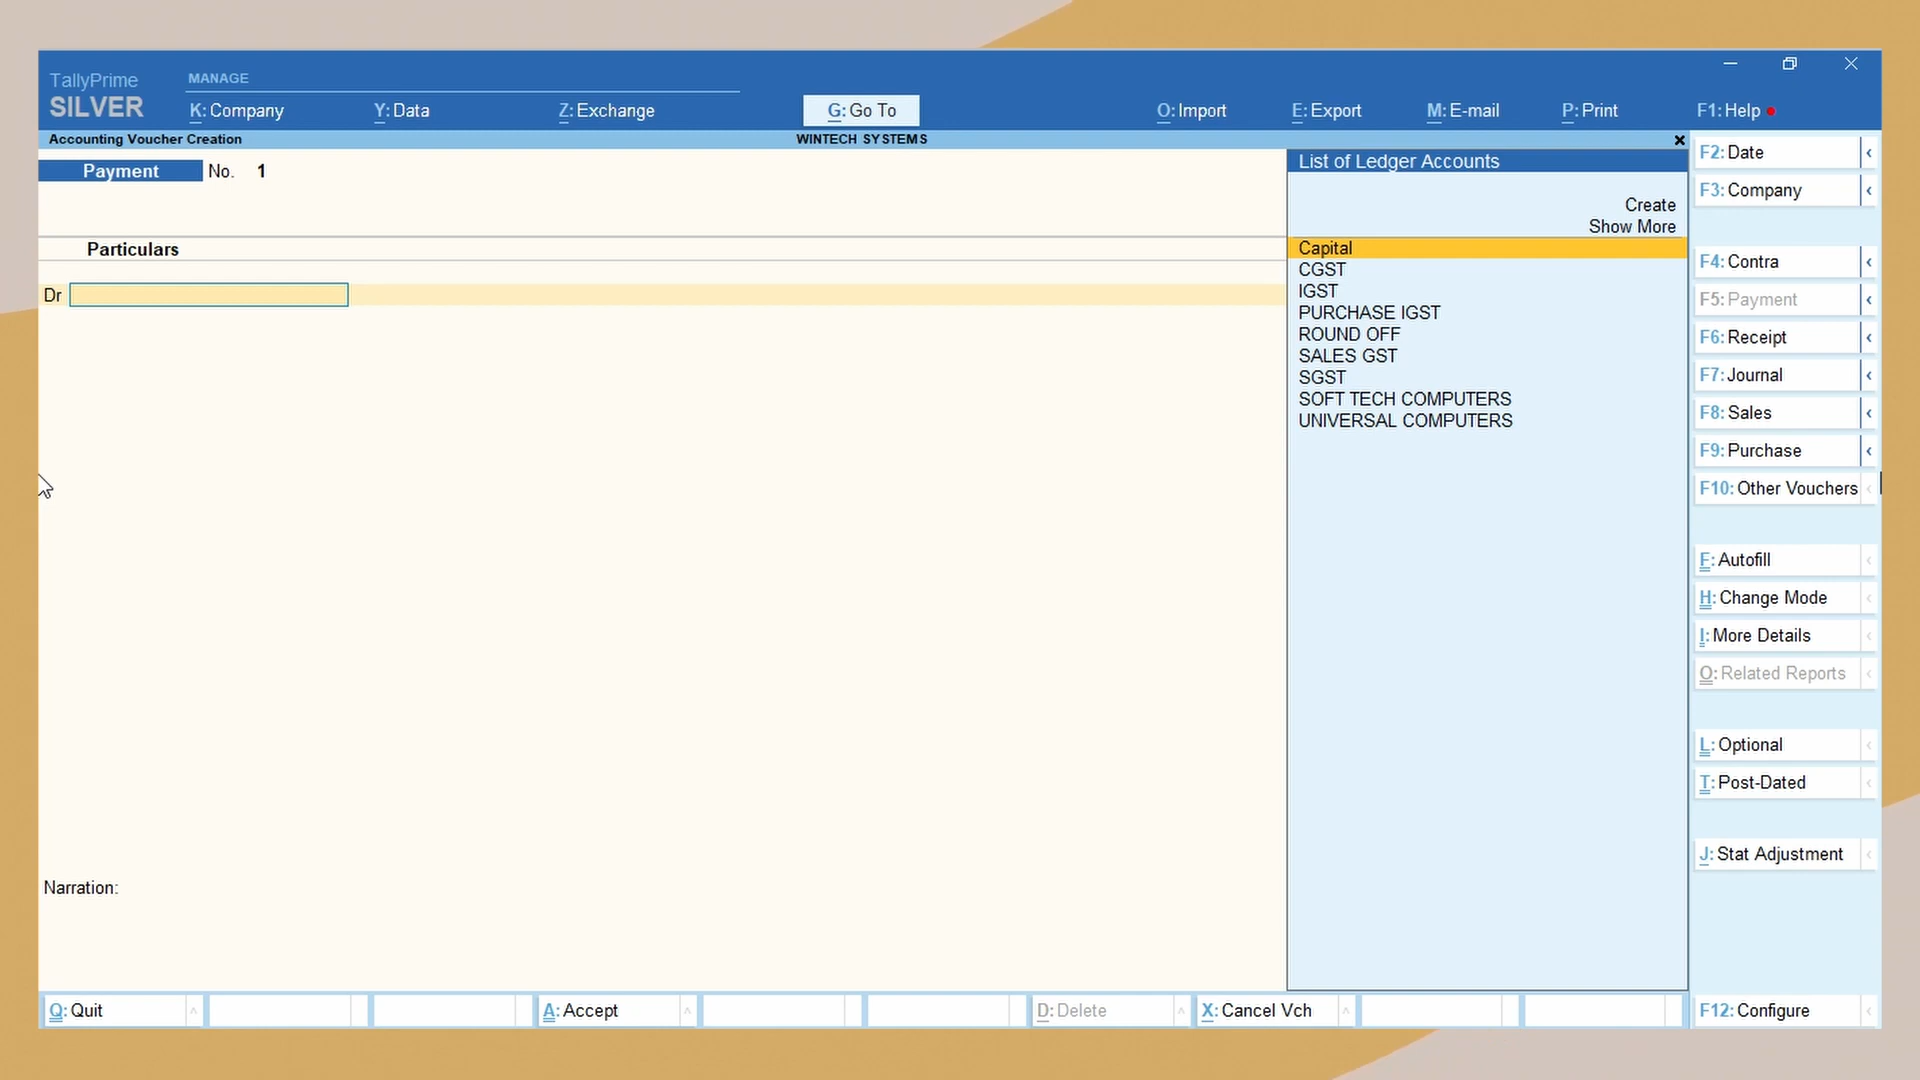 TallyPrime
SILVER
MANAGE
K: Company
Y: Data
Z: Exchange
G: Go To
O: Import
E: Export
M: E-mail
P: Print
F1: Help
Accounting Voucher Creation
WINTECH SYSTEMS
Payment No. 1
Particulars
Dr
Narration:
List of Ledger Accounts
Create
Show More
Capital
CGST
IGST
PURCHASE IGST
ROUND OFF
SALES GST
SGST
SOFT TECH COMPUTERS
UNIVERSAL COMPUTERS
F2: Date
F3: Company
F4: Contra
F5: Payment
F6: Receipt
F7: Journal
F8: Sales
F9: Purchase
F10: Other Vouchers
F: Autofill
H: Change Mode
I: More Details
O: Related Reports
L: Optional
T: Post-Dated
J: Stat Adjustment
Q: Quit
A: Accept
D: Delete
X: Cancel Vch
F12: Configure